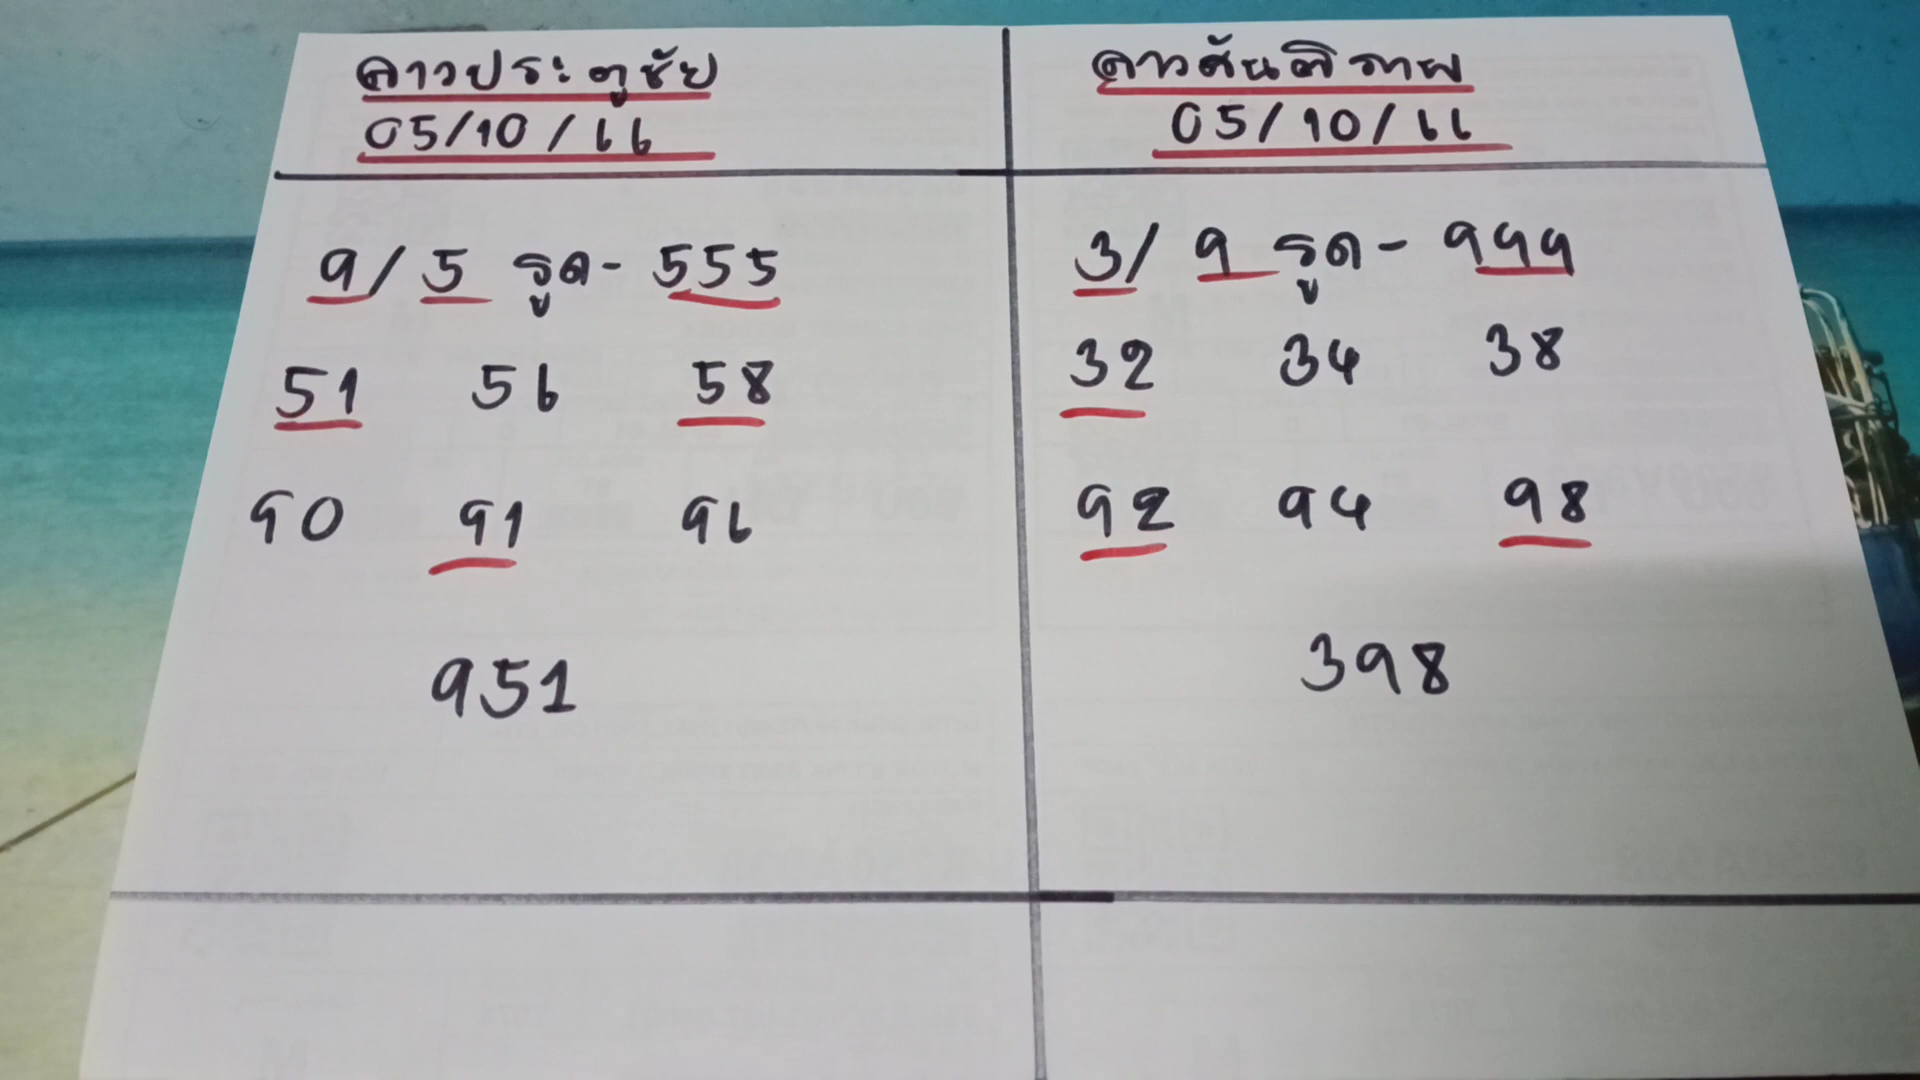 ลาวประตูชัย
05/10/66
9/5 รูด- 555
51 56 58
90 91 96
951
ลาวสันติภาพ
05/10/66
3/9 รูด- 999
32 34 38
92 94 98
398